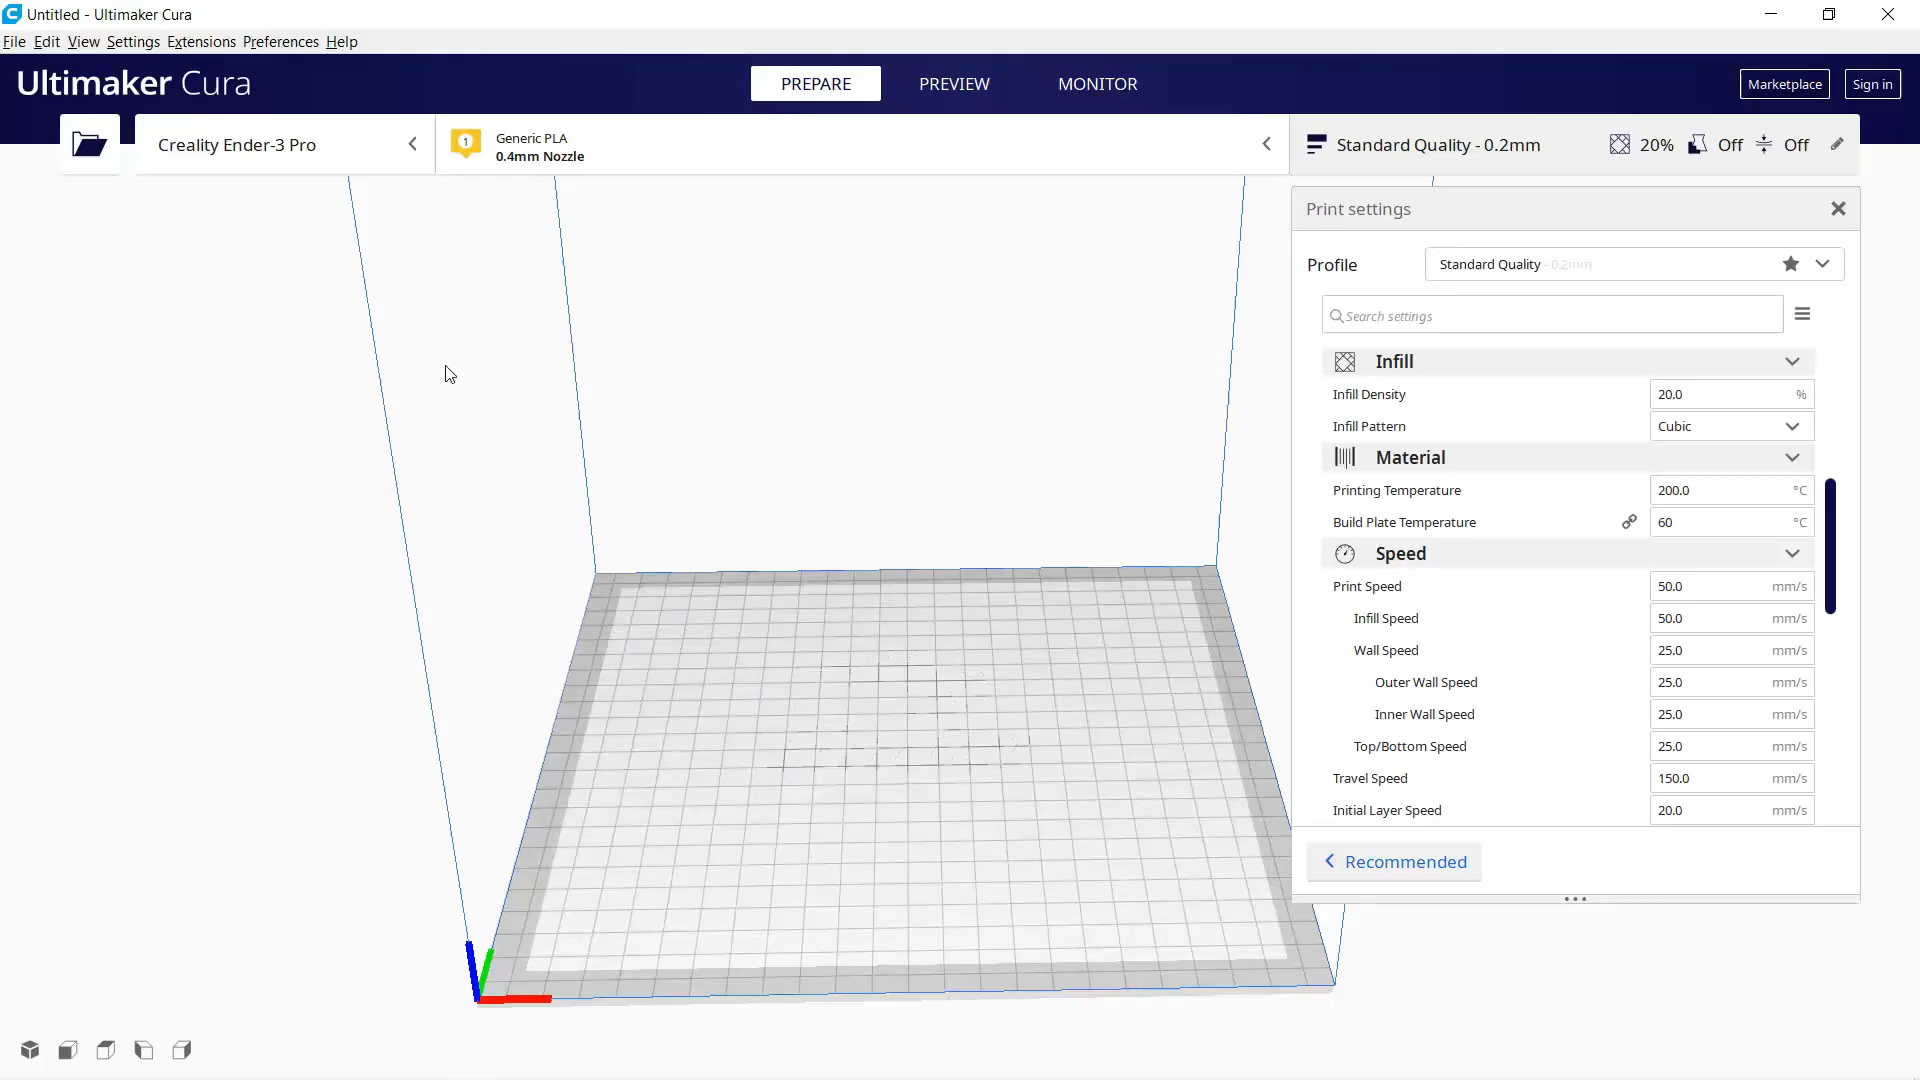 Untitled - Ultimaker Cura
File Edit View Settings Extensions Preferences Help
Ultimaker Cura
PREPARE PREVIEW MONITOR
Marketplace Sign in
Creality Ender-3 Pro
1
Generic PLA
0.4mm Nozzle
Standard Quality - 0.2mm 20% Off Off
Print settings
Profile Standard Quality - 0.2mm
Search settings
Infill
Infill Density 20.0 %
Infill Pattern Cubic
Material
Printing Temperature 200.0 °C
Build Plate Temperature 60 °C
Speed
Print Speed 50.0 mm/s
Infill Speed 50.0 mm/s
Wall Speed 25.0 mm/s
Outer Wall Speed 25.0 mm/s
Inner Wall Speed 25.0 mm/s
Top/Bottom Speed 25.0 mm/s
Travel Speed 150.0 mm/s
Initial Layer Speed 20.0 mm/s
Recommended